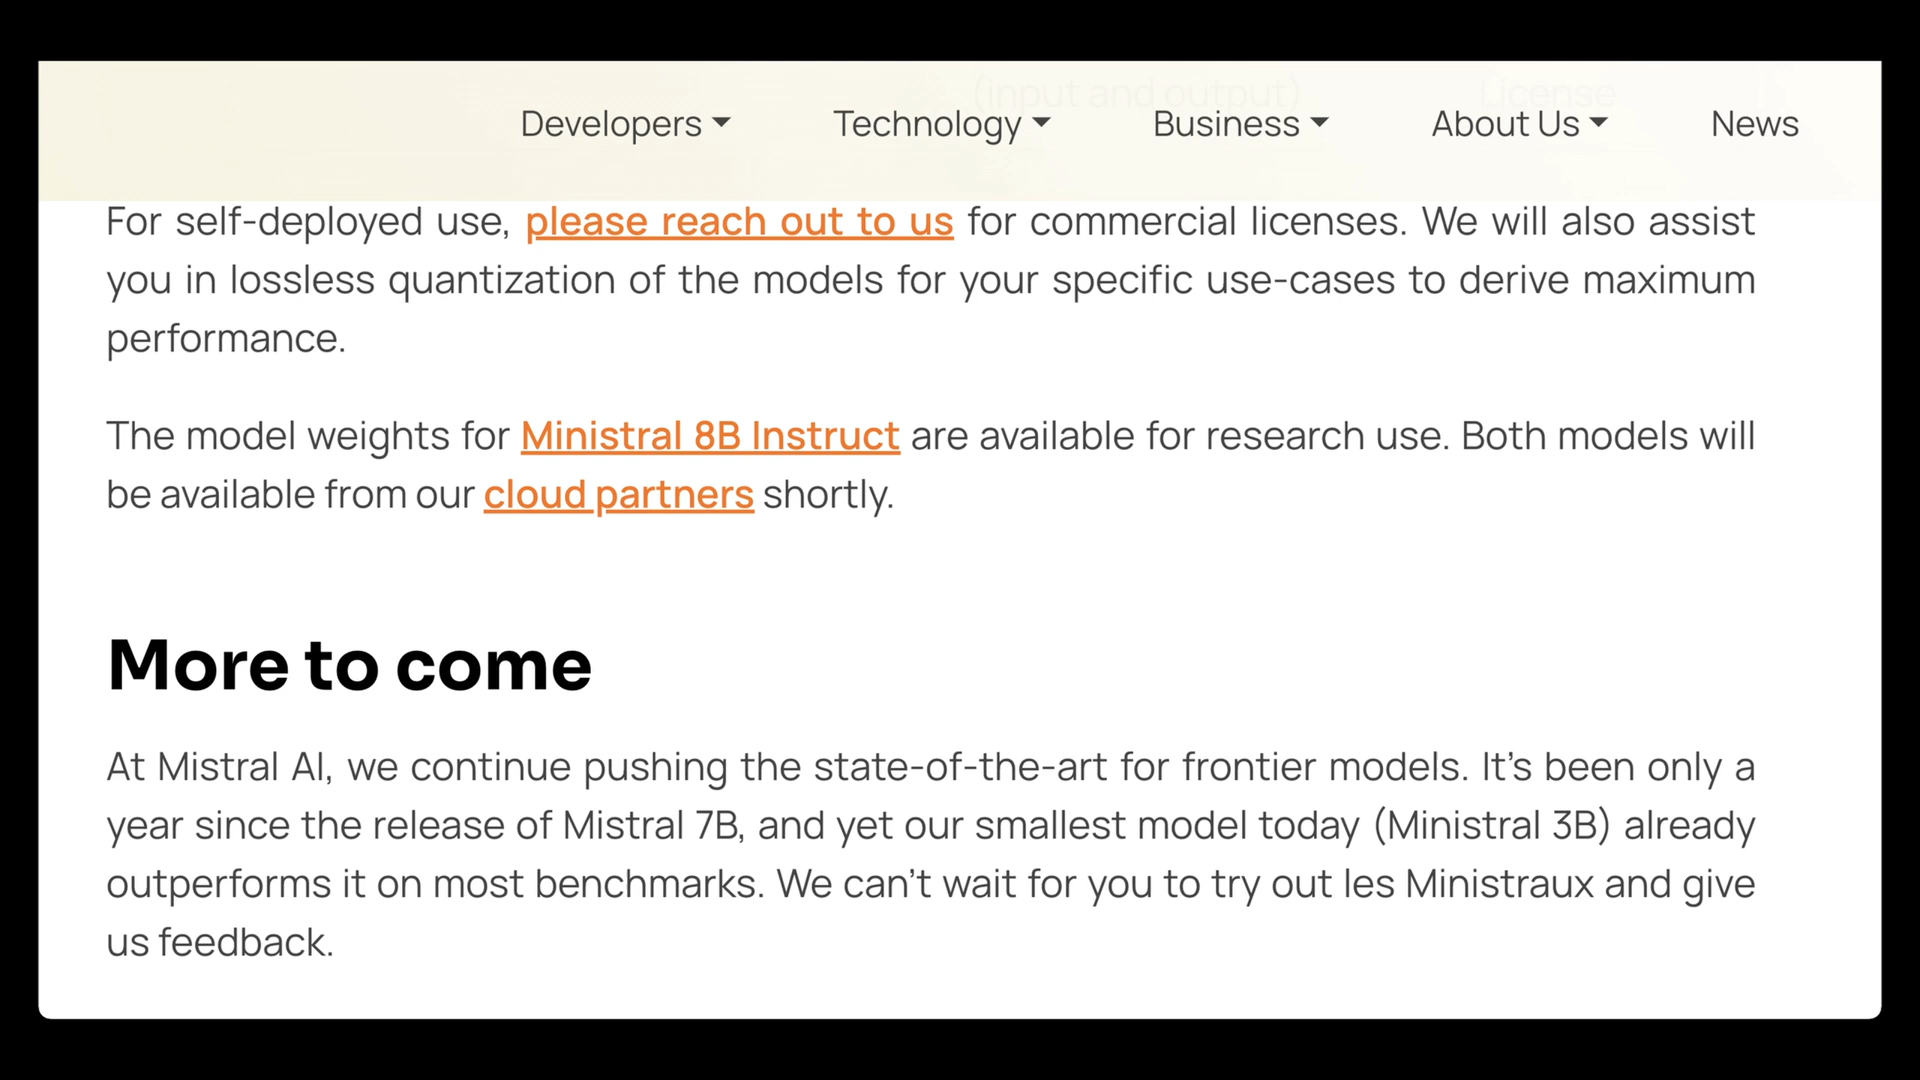 (input and output) License
Developers Technology Business About Us News
For self-deployed use, please reach out to us for commercial licenses. We will also assist
you in lossless quantization of the models for your specific use-cases to derive maximum
performance.
The model weights for Ministral 8B Instruct are available for research use. Both models will
be available from our cloud partners shortly.
More to come
At Mistral AI, we continue pushing the state-of-the-art for frontier models. It’s been only a
year since the release of Mistral 7B, and yet our smallest model today (Ministral 3B) already
outperforms it on most benchmarks. We can’t wait for you to try out les Ministraux and give
us feedback.